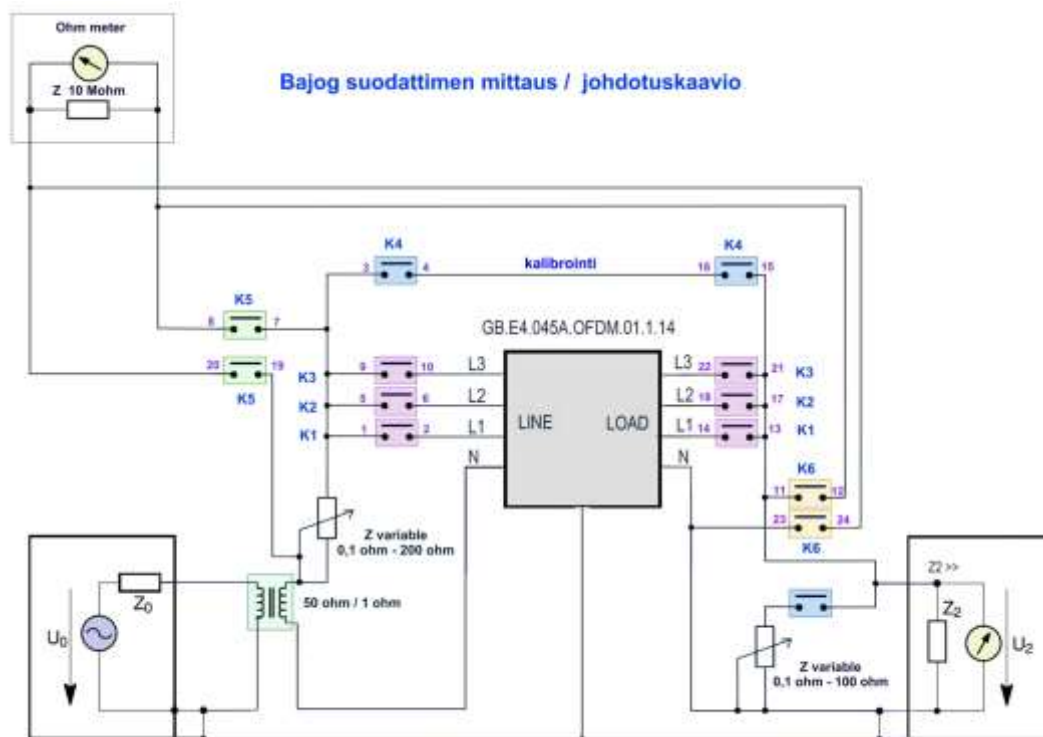 Ohm meter
Z 10 Mohm
Bajog suodattimen mittaus / johdotuskaavio
K4
K4
3
4
kalibrointi
16
15
K5
8
7
GB.E4.045A.OFDM.01.1.14
20
19
K5
K3
9
10
L3
L3
22
21
K3
K2
5
6
L2
L2
18
17
K2
K1
1
2
L1
LINE
LOAD
L1
14
13
K1
N
N
K6
11
12
23
24
K6
Z variable
0,1 ohm - 200 ohm
Z0
50 ohm / 1 ohm
U0
Z2 >>
Z2
U2
Z variable
0,1 ohm - 100 ohm